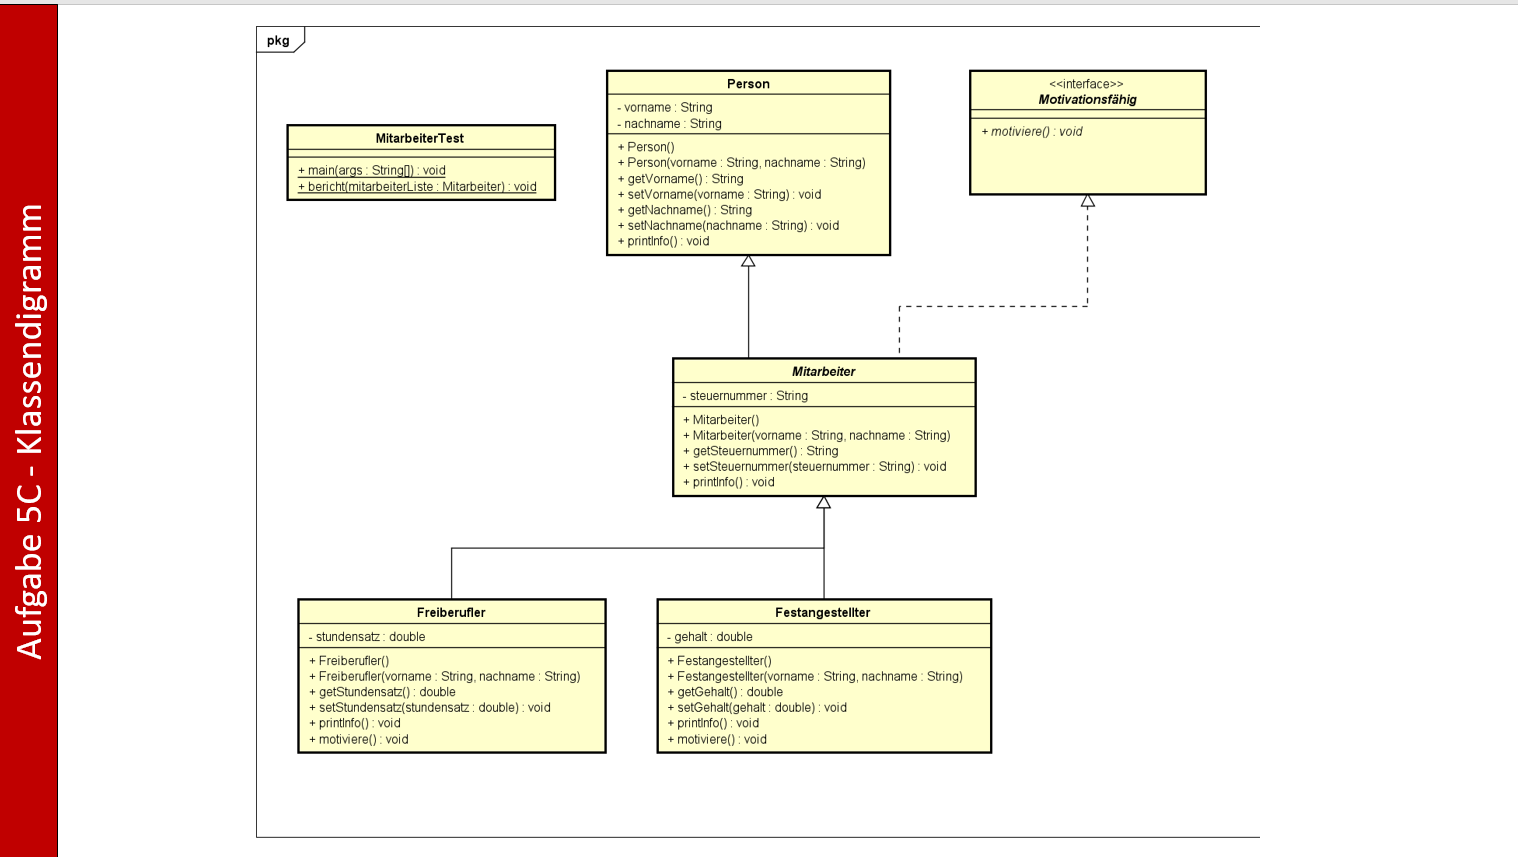 Aufgabe 5C - Klassendigramm
pkg
MitarbeiterTest
+ main(args : String[]) : void
+ bericht(mitarbeiterListe : Mitarbeiter) : void
Person
- vorname : String
- nachname : String
+ Person()
+ Person(vorname : String, nachname : String)
+ getVorname() : String
+ setVorname(vorname : String) : void
+ getNachname() : String
+ setNachname(nachname : String) : void
+ printInfo() : void
<<interface>>
Motivationsfähig
+ motiviere() : void
Mitarbeiter
- steuernummer : String
+ Mitarbeiter()
+ Mitarbeiter(vorname : String, nachname : String)
+ getSteuernummer() : String
+ setSteuernummer(steuernummer : String) : void
+ printInfo() : void
Freiberufler
- stundensatz : double
+ Freiberufler()
+ Freiberufler(vorname : String, nachname : String)
+ getStundensatz() : double
+ setStundensatz(stundensatz : double) : void
+ printInfo() : void
+ motiviere() : void
Festangestellter
- gehalt : double
+ Festangestellter()
+ Festangestellter(vorname : String, nachname : String)
+ getGehalt() : double
+ setGehalt(gehalt : double) : void
+ printInfo() : void
+ motiviere() : void